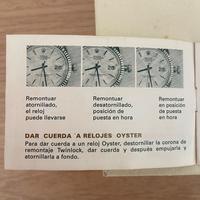 Remontuar
atornillado,
el reloj
puede llevarse
Remontuar
desatornillado,
posición de
puesta en hora
Remontuar
en posición
de puesta
en hora
DAR CUERDA A RELOJES OYSTER
Para dar cuerda a un reloj Oyster, destornillar la corona de
remontaje Twinlock, dar cuerda y después empujarla y
atornillarla a fondo.